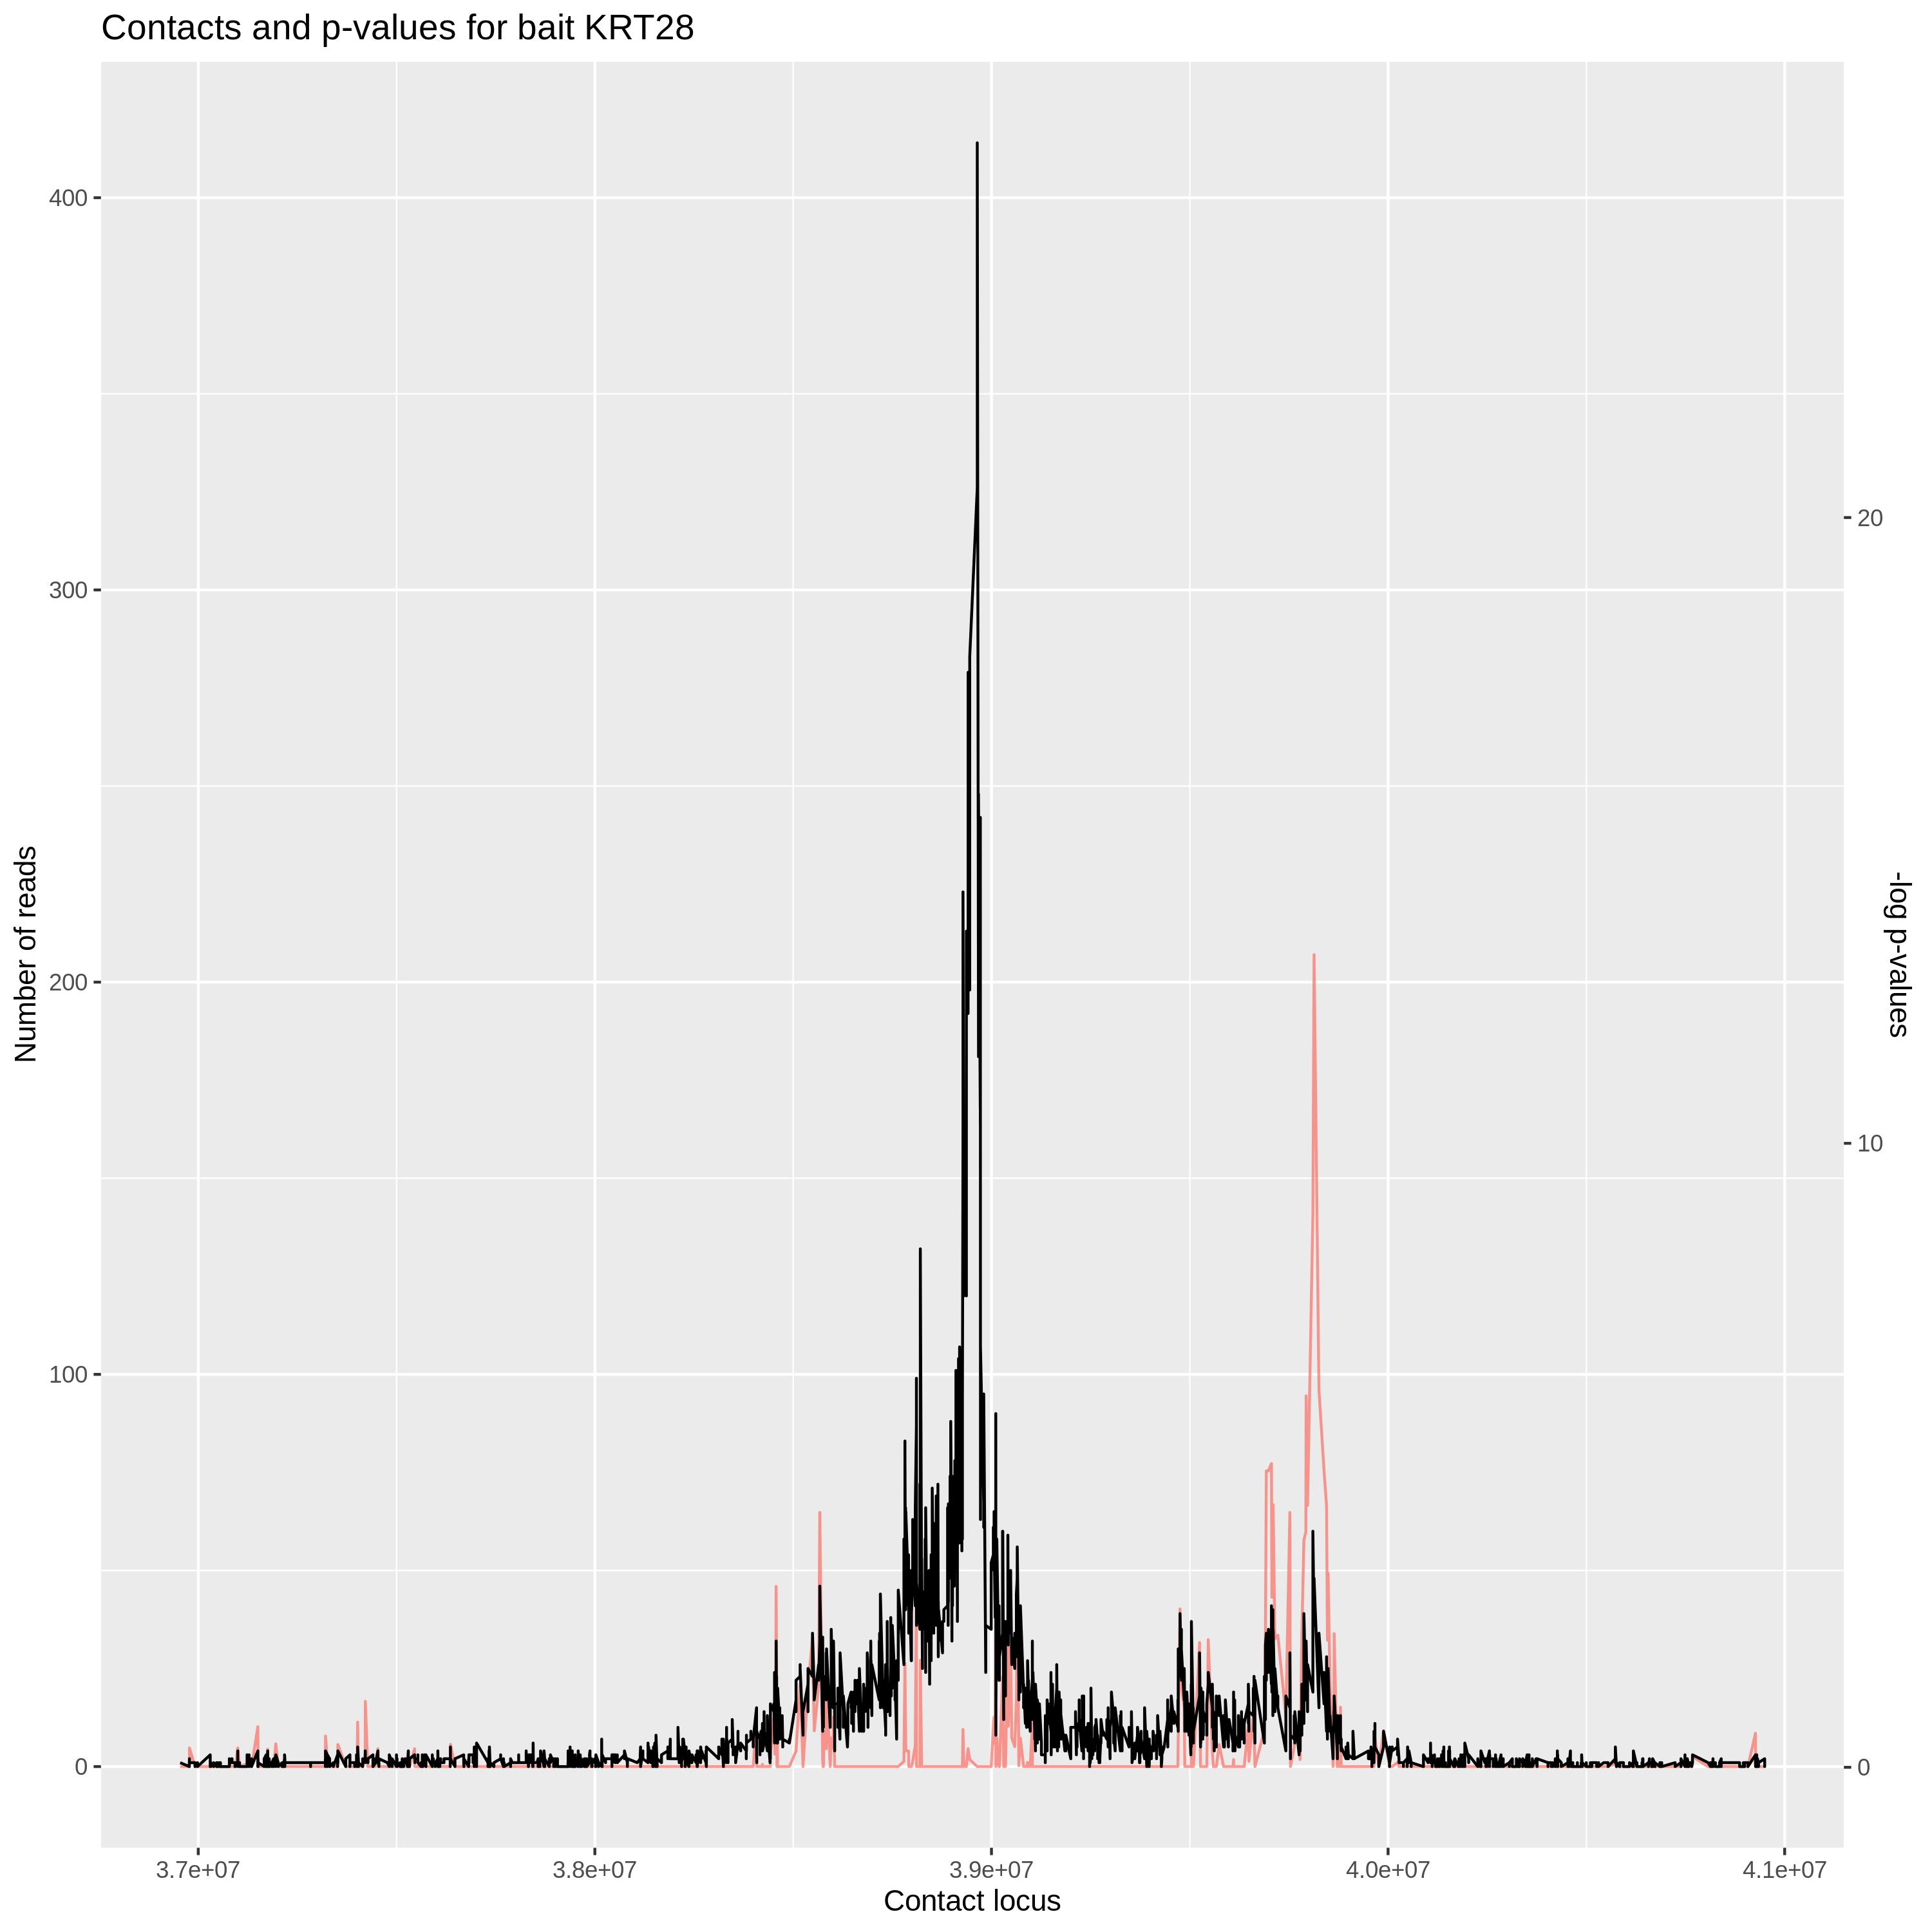 Contacts and p-values for bait KRT28
400
300
200
100
0
Number of reads
20
10
0
-log p-values
3.7e+07
3.8e+07
3.9e+07
4.0e+07
4.1e+07
Contact locus